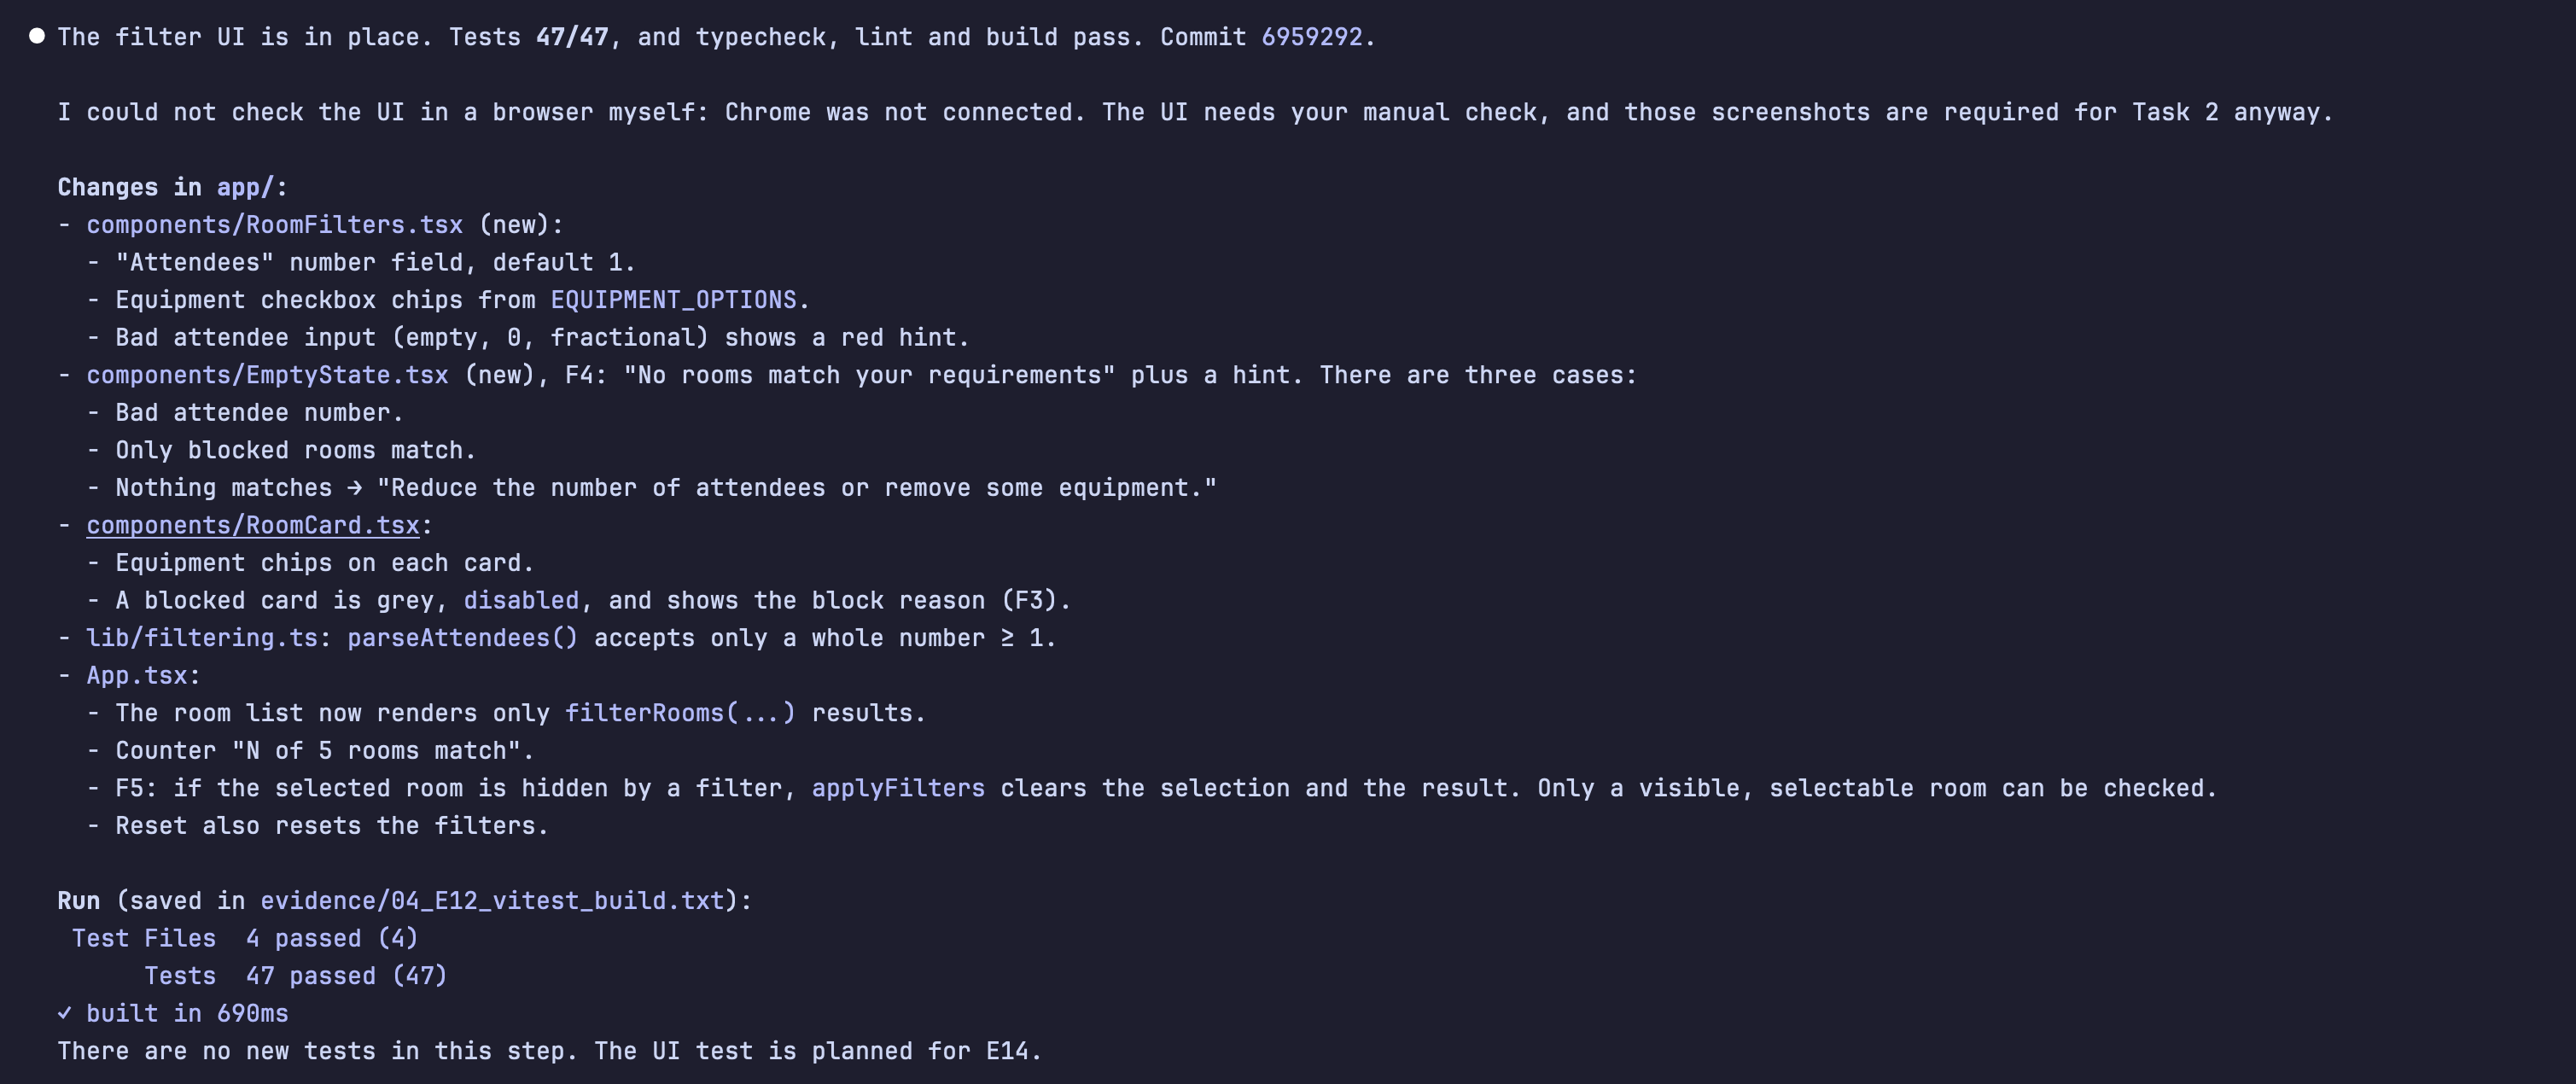 ● The filter UI is in place. Tests 47/47, and typecheck, lint and build pass. Commit 6959292.
I could not check the UI in a browser myself: Chrome was not connected. The UI needs your manual check, and those screenshots are required for Task 2 anyway.
Changes in app/:
- components/RoomFilters.tsx (new):
- "Attendees" number field, default 1.
- Equipment checkbox chips from EQUIPMENT_OPTIONS.
- Bad attendee input (empty, 0, fractional) shows a red hint.
- components/EmptyState.tsx (new), F4: "No rooms match your requirements" plus a hint. There are three cases:
- Bad attendee number.
- Only blocked rooms match.
- Nothing matches → "Reduce the number of attendees or remove some equipment."
- components/RoomCard.tsx:
- Equipment chips on each card.
- A blocked card is grey, disabled, and shows the block reason (F3).
- lib/filtering.ts: parseAttendees() accepts only a whole number ≥ 1.
- App.tsx:
- The room list now renders only filterRooms(...) results.
- Counter "N of 5 rooms match".
- F5: if the selected room is hidden by a filter, applyFilters clears the selection and the result. Only a visible, selectable room can be checked.
- Reset also resets the filters.
Run (saved in evidence/04_E12_vitest_build.txt):
Test Files  4 passed (4)
Tests  47 passed (47)
✓ built in 690ms
There are no new tests in this step. The UI test is planned for E14.